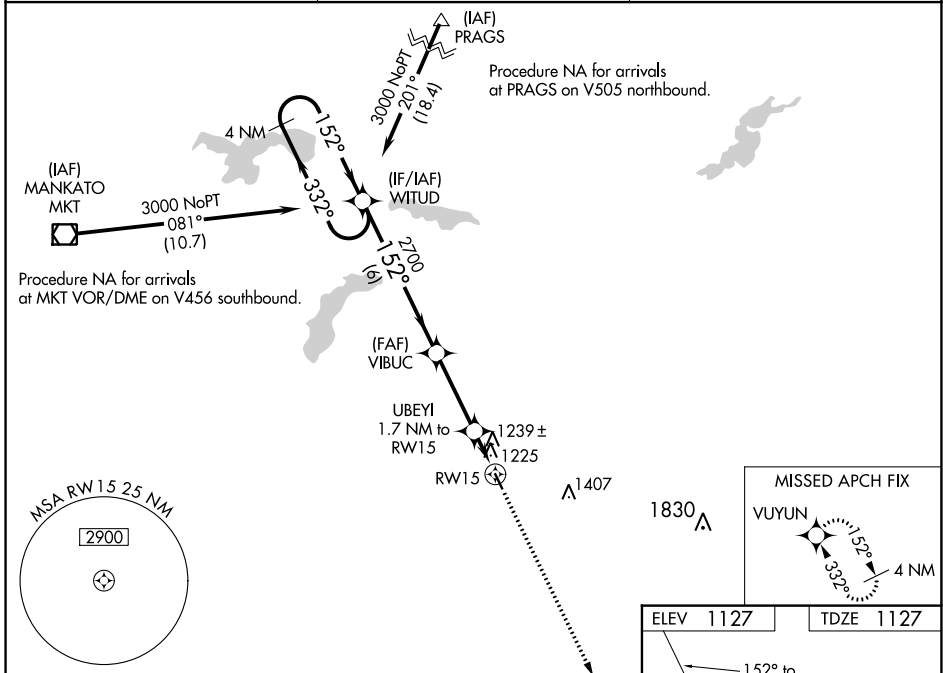 (IAF)
PRAGS
3000 NoPT
201°
(18.4)
Procedure NA for arrivals
at PRAGS on V505 northbound.
4 NM
152°
332°
(IAF)
MANKATO
MKT
3000 NoPT
081°
(10.7)
(IF/IAF)
WITUD
Procedure NA for arrivals
at MKT VOR/DME on V456 southbound.
2700
152°
(6)
(FAF)
VIBUC
UBEYI
1.7 NM to
RW15
1239 ±
1225
RW15
1407
1830
MSA RW15 25 NM
2900
MISSED APCH FIX
VUYUN
152°
332°
4 NM
ELEV 1127
TDZE 1127
152° to